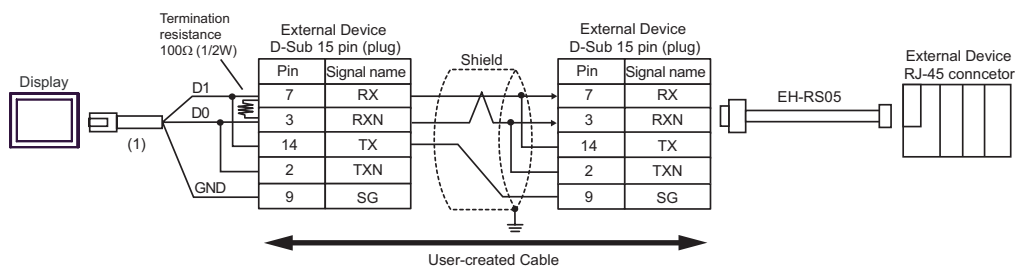 Termination
resistance
100Ω (1/2W)
External Device
D-Sub 15 pin (plug)
External Device
D-Sub 15 pin (plug)
External Device
RJ-45 conncetor
Display
D1
D0
GND
(1)
Pin Signal name
7 RX
3 RXN
14 TX
2 TXN
9 SG
Shield
Pin Signal name
7 RX
3 RXN
14 TX
2 TXN
9 SG
EH-RS05
User-created Cable